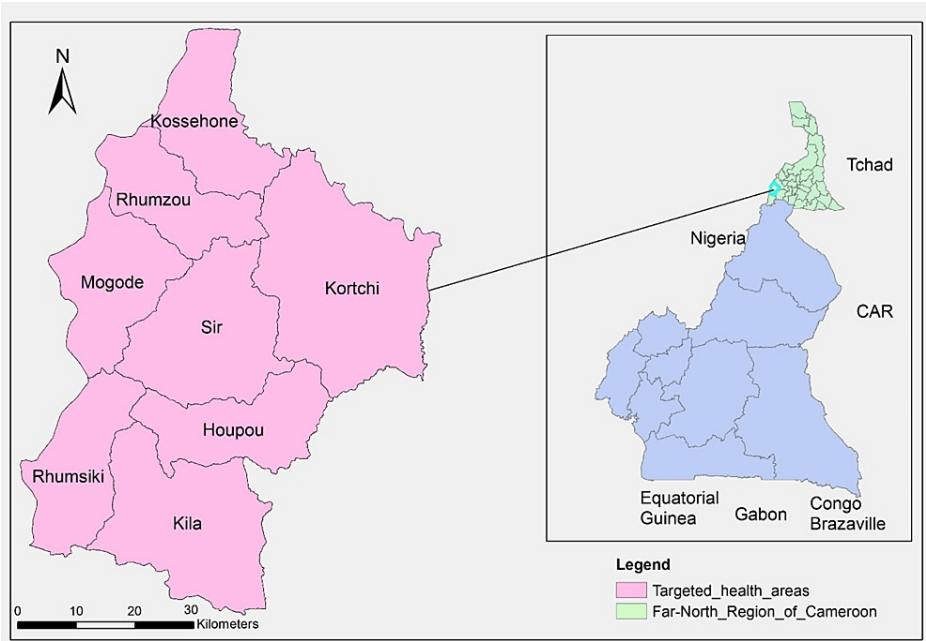 N
Kossehone
Rhumzou
Mogode
Kortchi
Sir
Houpou
Rhumsiki
Kila
0 10 20 30
Kilometers
Tchad
Nigeria
CAR
Equatorial
Guinea
Gabon
Congo
Brazaville
Legend
Targeted_health_areas
Far-North_Region_of_Cameroon